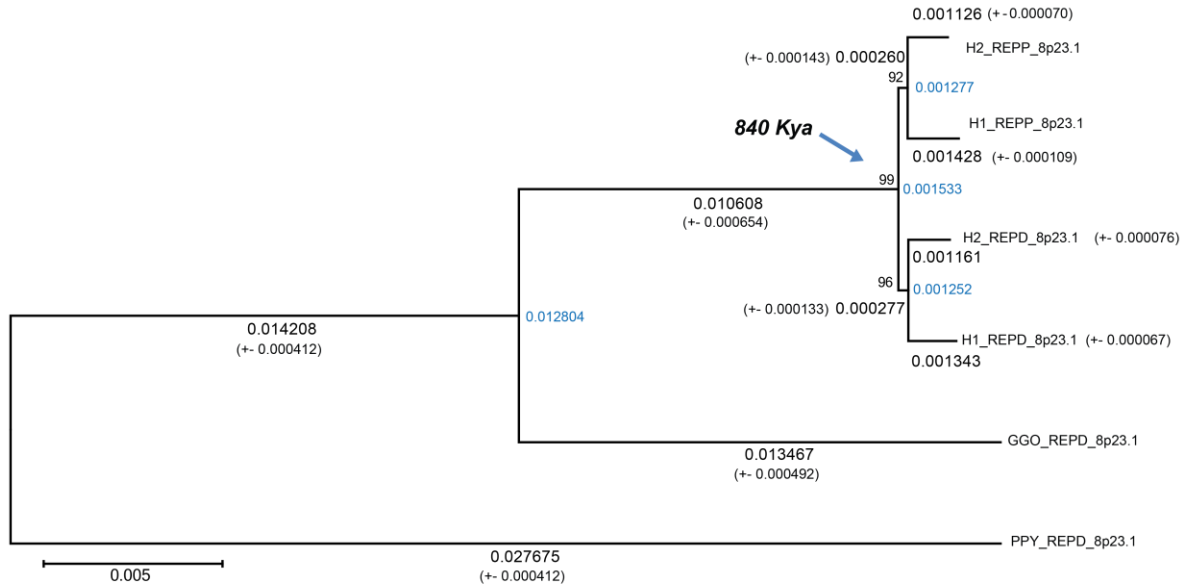 0.001126 (+-0.000070)
H2_REPP_8p23.1
(+- 0.000143) 0.000260
92
0.001277
840 Kya
H1_REPP_8p23.1
0.001428 (+- 0.000109)
99
0.001533
0.010608
(+- 0.000654)
H2_REPD_8p23.1 (+- 0.000076)
0.001161
96
0.001252
(+- 0.000133) 0.000277
0.012804
0.014208
(+- 0.000412)
H1_REPD_8p23.1 (+- 0.000067)
0.001343
GGO_REPD_8p23.1
0.013467
(+- 0.000492)
PPY_REPD_8p23.1
0.027675
(+- 0.000412)
0.005